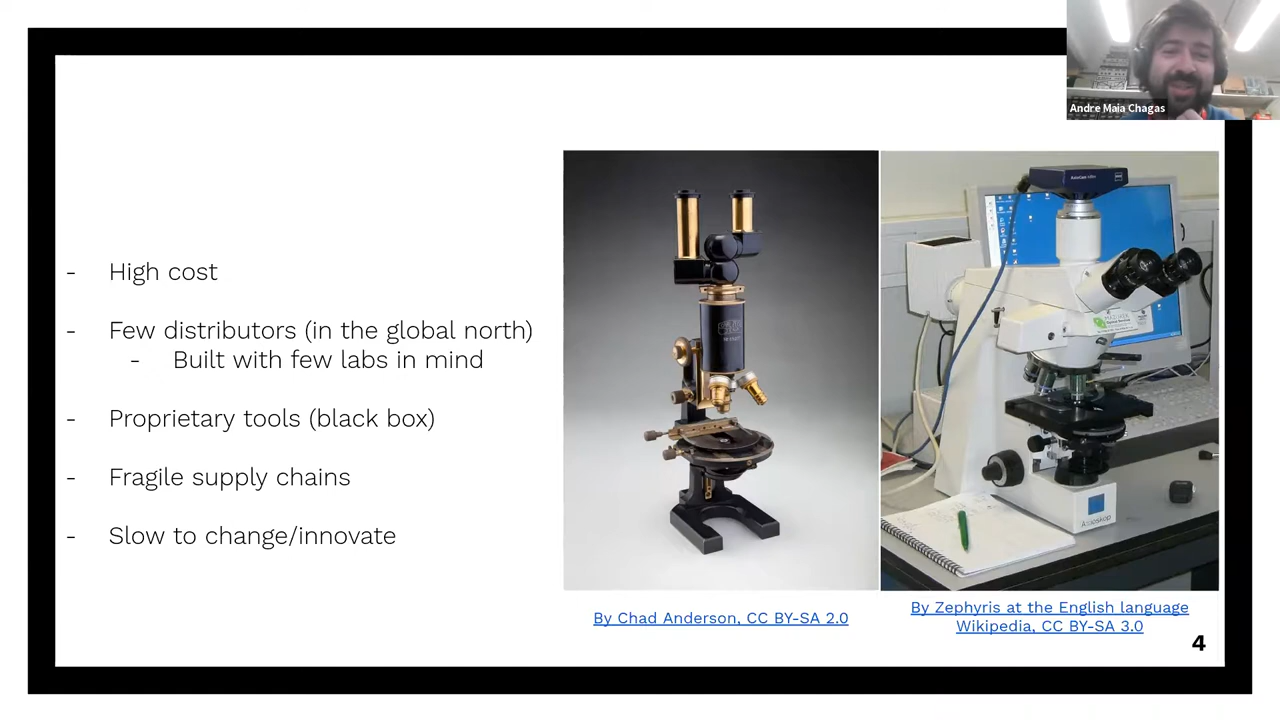 Andre Maia Chagas
- High cost
- Few distributors (in the global north)
- Built with few labs in mind
- Proprietary tools (black box)
- Fragile supply chains
- Slow to change/innovate
By Chad Anderson, CC BY-SA 2.0
By Zephyris at the English language
Wikipedia, CC BY-SA 3.0
4